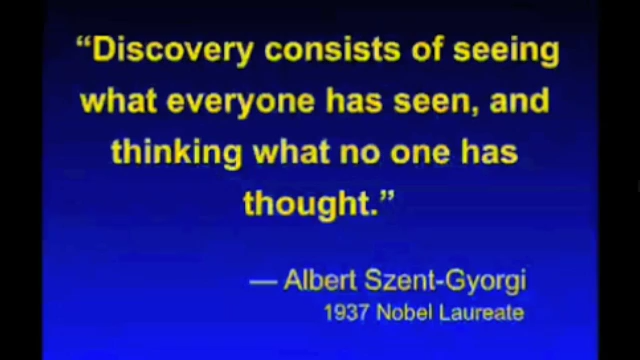 “Discovery consists of seeing
what everyone has seen, and
thinking what no one has
thought.”
— Albert Szent-Gyorgi
1937 Nobel Laureate